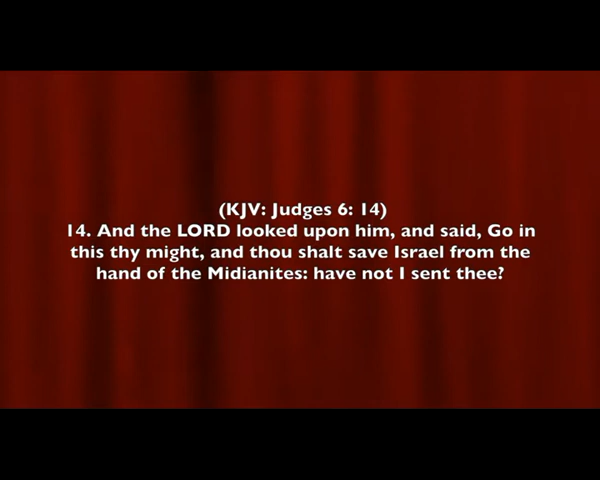 (KJV: Judges 6: 14)
14. And the LORD looked upon him, and said, Go in
this thy might, and thou shalt save Israel from the
hand of the Midianites: have not I sent thee?